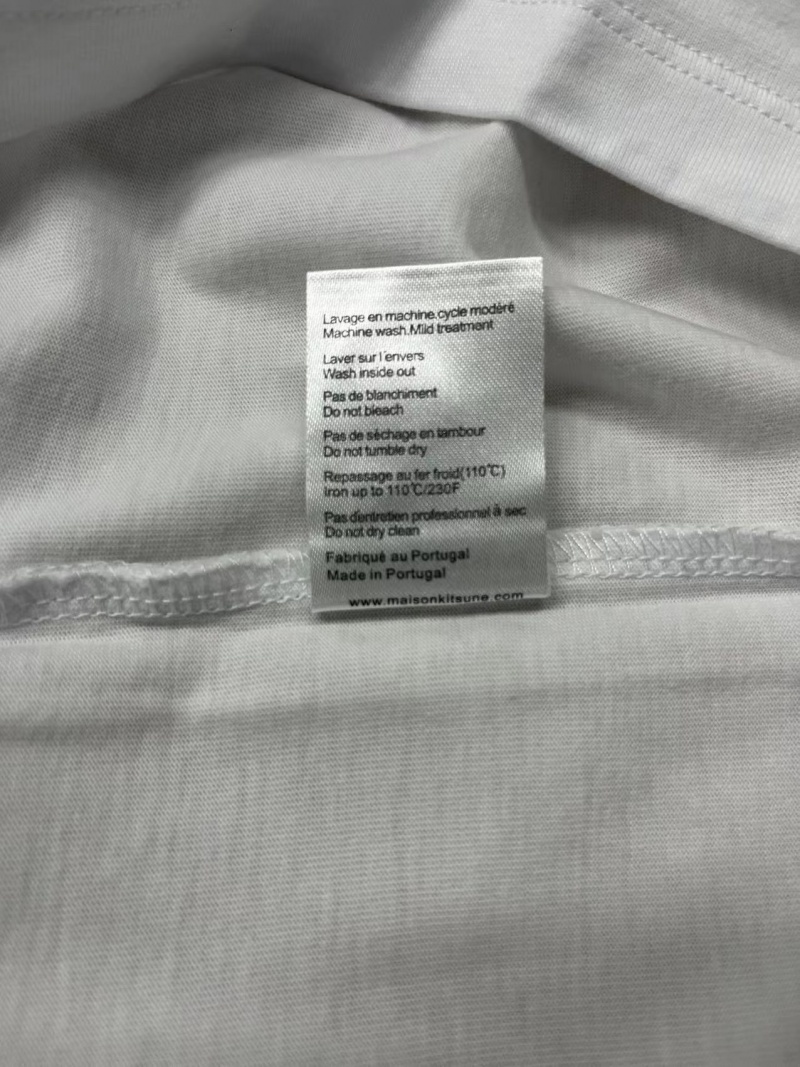 Lavage en machine.cycle modéré
Machine wash.Mild treatment
Laver sur l'envers
Wash inside out
Pas de blanchiment
Do not bleach
Pas de séchage en tambour
Do not tumble dry
Repassage au fer froid(110℃)
Iron up to 110℃/230F
Pas d'entretien professionnel à sec
Do not dry clean
Fabriqué au Portugal
Made in Portugal
www.maisonkitsune.com